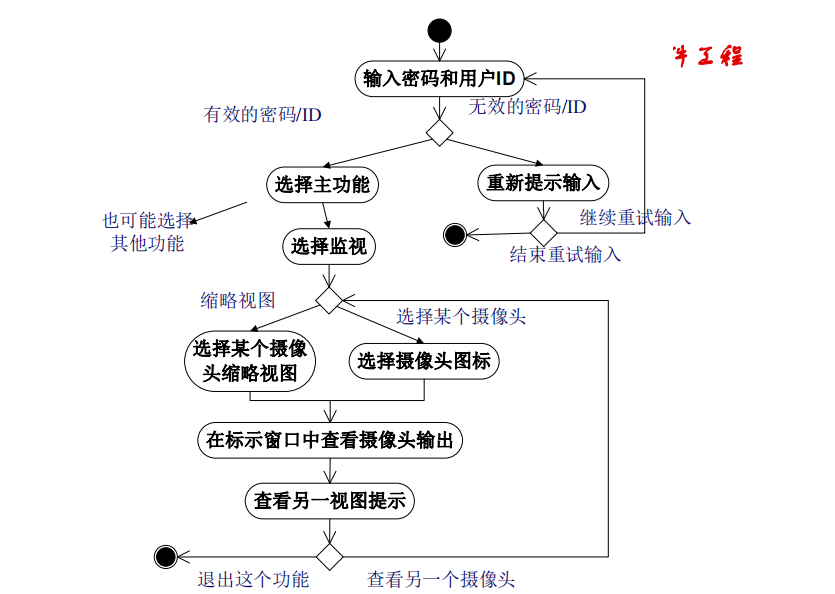 件工程
输入密码和用户ID
有效的密码/ID
无效的密码/ID
选择主功能
重新提示输入
也可能选择
其他功能
继续重试输入
选择监视
结束重试输入
缩略视图
选择某个摄像头
选择某个摄像
头缩略视图
选择摄像头图标
在标示窗口中查看摄像头输出
查看另一视图提示
退出这个功能
查看另一个摄像头